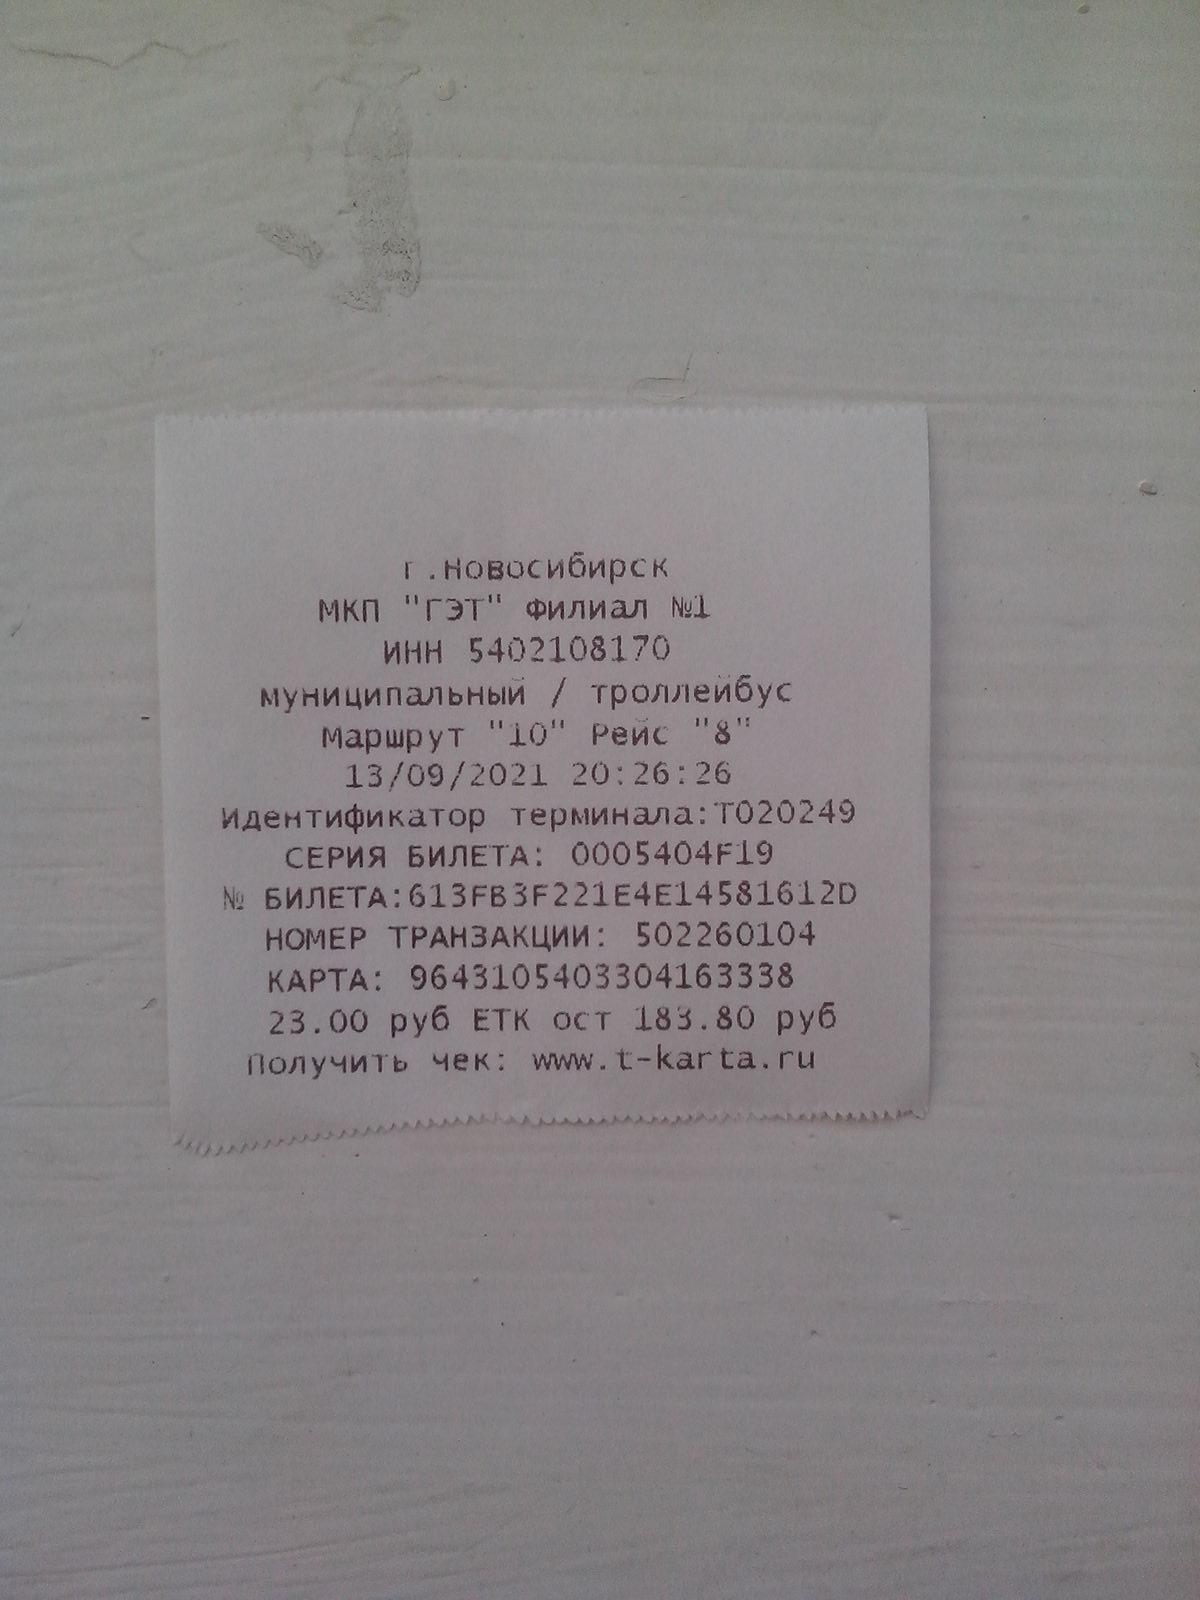 г.Новосибирск
МКП "ГЭТ" Филиал №1
ИНН 5402108170
муниципальный / троллейбус
Маршрут "10" Рейс "8"
13/09/2021 20:26:26
Идентификатор терминала:Т020249
СЕРИЯ БИЛЕТА: 0005404F19
№ БИЛЕТА:613FB3F221E4E14581612D
НОМЕР ТРАНЗАКЦИИ: 502260104
КАРТА: 9643105403304163338
23.00 руб ЕТК ост 183.80 руб
Получить чек: www.t-karta.ru